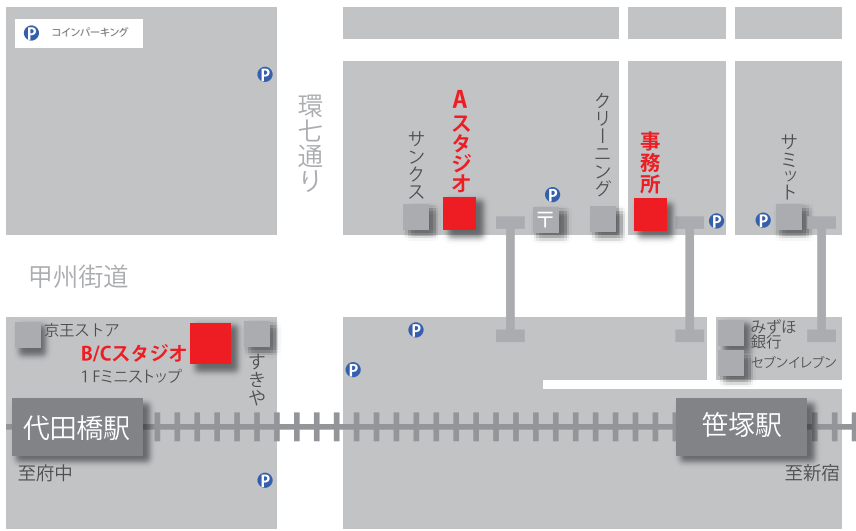 P コインパーキング
P
環七通り
サンクス
Aスタジオ
P
〒
クリーニング
事務所
P
P
サミット
甲州街道
京王ストア
B/Cスタジオ
1Fミニストップ
すきや
P
P
みずほ
銀行
セブンイレブン
代田橋駅
笹塚駅
至府中
P
至新宿